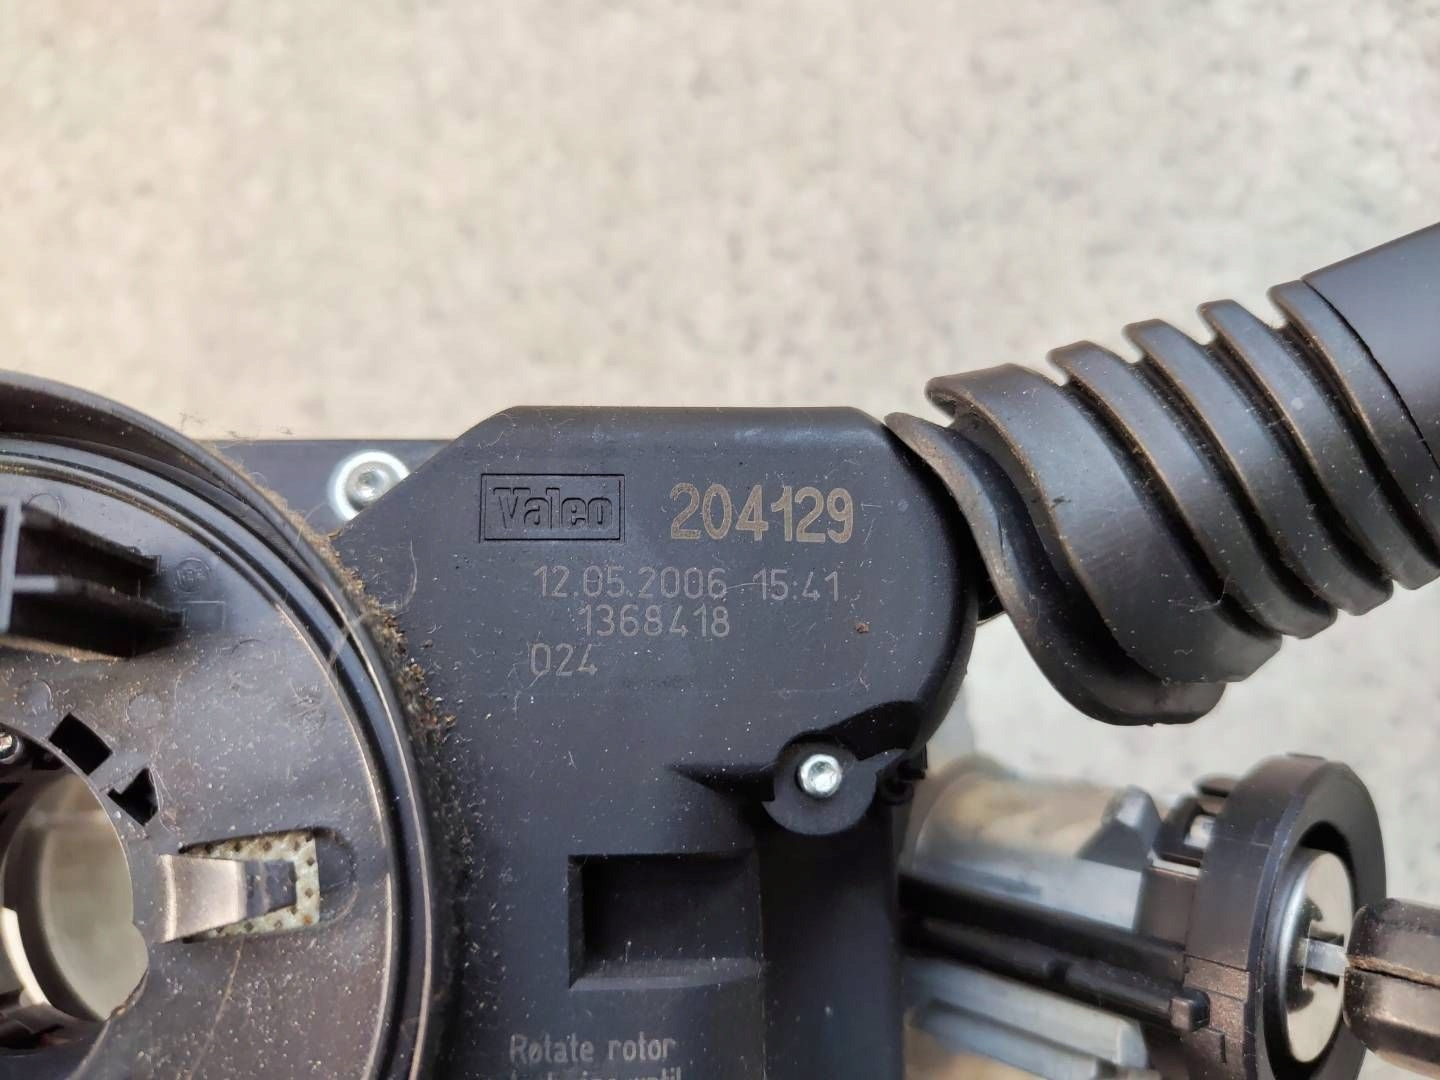 Valeo 204129
12.05.2006 15:41
1368418
024
Rotate rotor